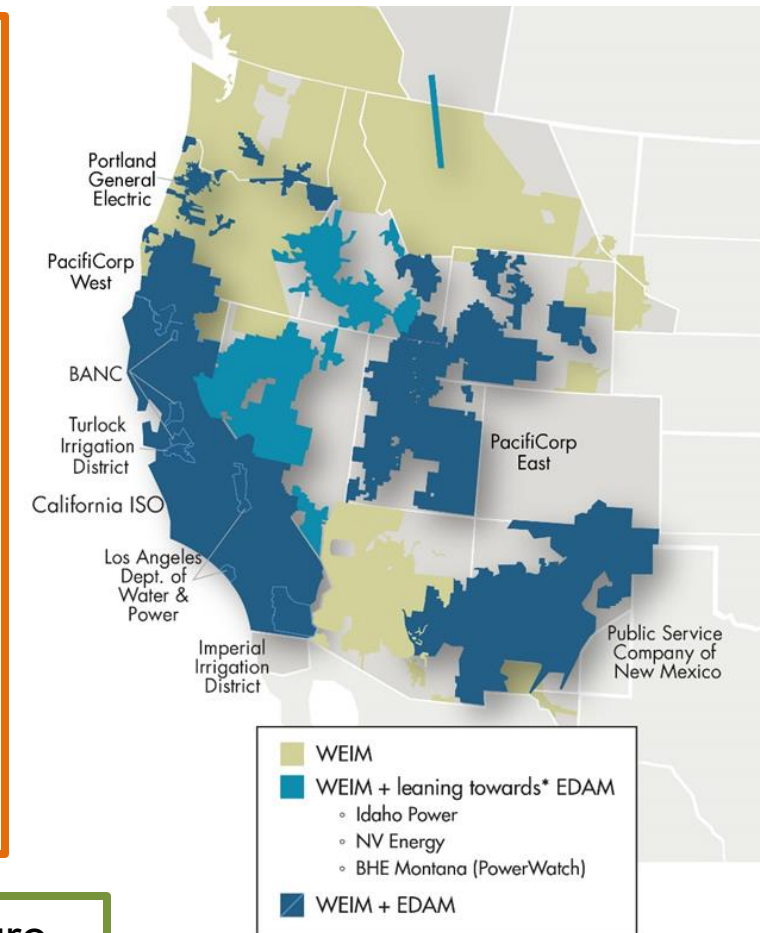 Portland
General
Electric
PacifiCorp
West
BANC
Turlock
Irrigation
District
California ISO
Los Angeles
Dept. of
Water &
Power
Imperial
Irrigation
District
PacifiCorp
East
Public Service
Company of
New Mexico
WEIM
WEIM + leaning towards* EDAM
◦ Idaho Power
◦ NV Energy
◦ BHE Montana (PowerWatch)
WEIM + EDAM